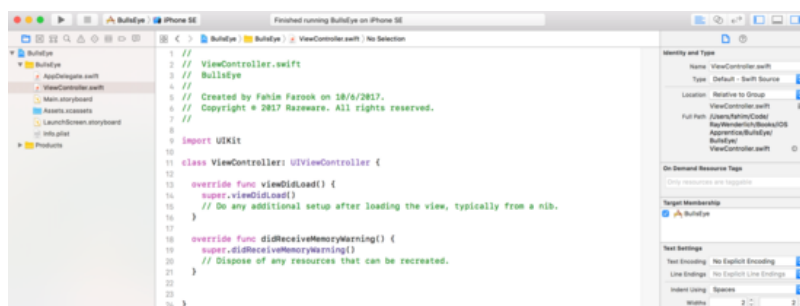 BullsEye
iPhone SE
Finished running BullsEye on iPhone SE
BullsEye
BullsEye
AppDelegate.swift
ViewController.swift
Main.storyboard
Assets.xcassets
LaunchScreen.storyboard
Info.plist
Products
BullsEye
BullsEye
ViewController.swift
No Selection
1 //
2 //  ViewController.swift
3 //  BullsEye
4 //
5 //  Created by Fahim Farook on 10/6/2017.
6 //  Copyright © 2017 Razeware. All rights reserved.
7 //
8
9 import UIKit
10
11 class ViewController: UIViewController {
12
13   override func viewDidLoad() {
14     super.viewDidLoad()
15     // Do any additional setup after loading the view, typically from a nib.
16   }
17
18   override func didReceiveMemoryWarning() {
19     super.didReceiveMemoryWarning()
20     // Dispose of any resources that can be recreated.
21   }
22
23
24 }
Identity and Type
Name ViewController.swift
Type Default - Swift Source
Location Relative to Group
ViewController.swift
Full Path /Users/fahim/Code/
RayWenderlich/Books/iOS
Apprentice/BullsEye/
BullsEye/
ViewController.swift
On Demand Resource Tags
Only resources are taggable
Target Membership
BullsEye
Text Settings
Text Encoding No Explicit Encoding
Line Endings No Explicit Line Endings
Indent Using Spaces
Widths 2 2